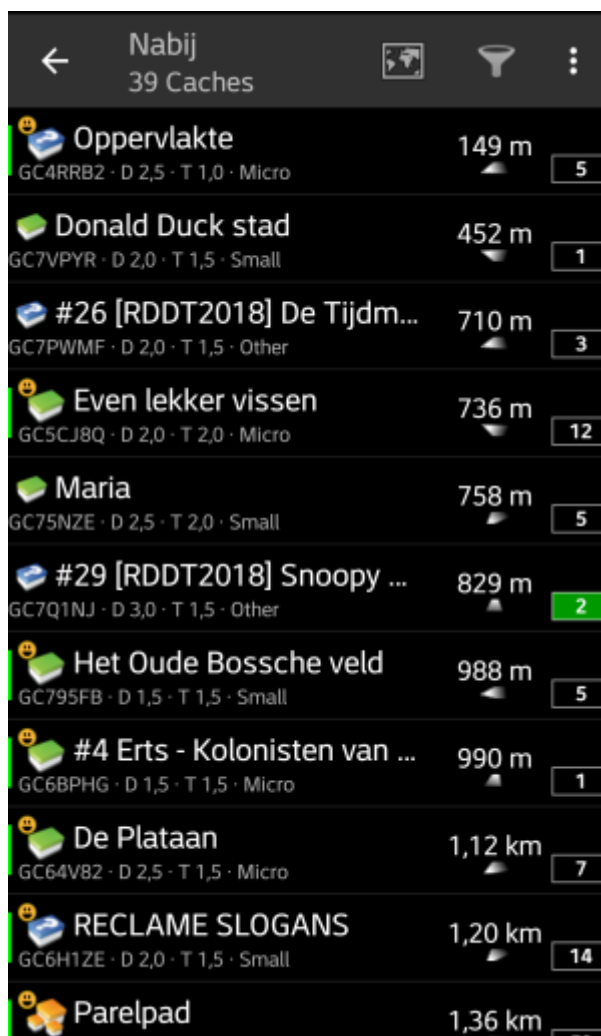 Nabij
39 Caches
Oppervlakte
149 m
GC4RRB2 · D 2,5 · T 1,0 · Micro
5
Donald Duck stad
452 m
GC7VPYR · D 2,0 · T 1,5 · Small
1
#26 [RDDT2018] De Tijdm...
710 m
GC7PWMF · D 2,0 · T 1,5 · Other
3
Even lekker vissen
736 m
GC5CJ8Q · D 2,0 · T 2,0 · Micro
12
Maria
758 m
GC75NZE · D 2,5 · T 2,0 · Small
5
#29 [RDDT2018] Snoopy ...
829 m
GC7Q1NJ · D 3,0 · T 1,5 · Other
2
Het Oude Bossche veld
988 m
GC795FB · D 1,5 · T 1,5 · Small
5
#4 Erts - Kolonisten van ...
990 m
GC6BPHG · D 1,5 · T 1,5 · Micro
1
De Plataan
1,12 km
GC64V82 · D 2,5 · T 1,5 · Micro
7
RECLAME SLOGANS
1,20 km
GC6H1ZE · D 2,0 · T 1,5 · Small
14
Parelpad
1,36 km